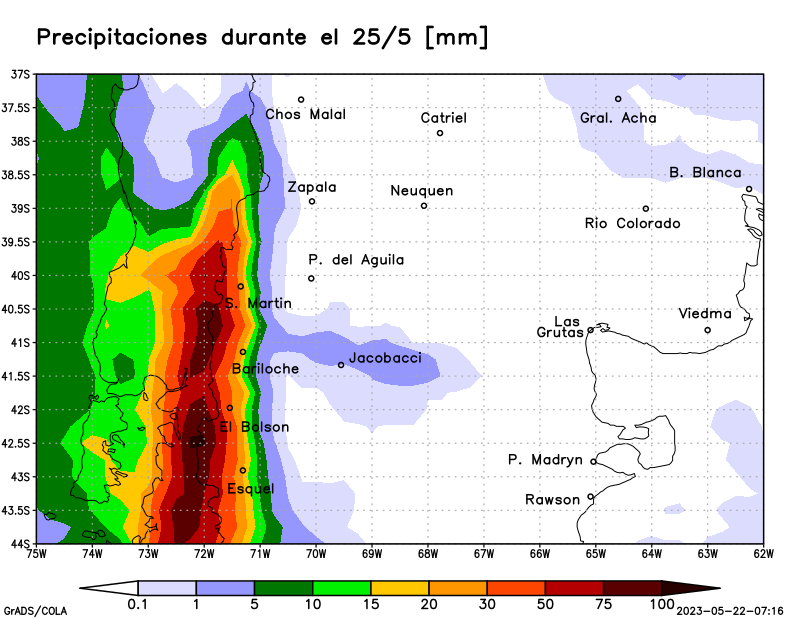 Precipitaciones durante el 25/5 [mm]
37S
37.5S
38S
38.5S
39S
39.5S
40S
40.5S
41S
41.5S
42S
42.5S
43S
43.5S
44S
Chos Malal
Catriel
Gral. Acha
B. Blanca
Zapala
Neuquen
Rio Colorado
P. del Aguila
S. Martin
Las
Grutas
Viedma
Jacobacci
Bariloche
El Bolson
P. Madryn
Esquel
Rawson
75W 74W 73W 72W 71W 70W 69W 68W 67W 66W 65W 64W 63W 62W
0.1 1 5 10 15 20 30 50 75 100
GrADS/COLA
2023-05-22-07:16